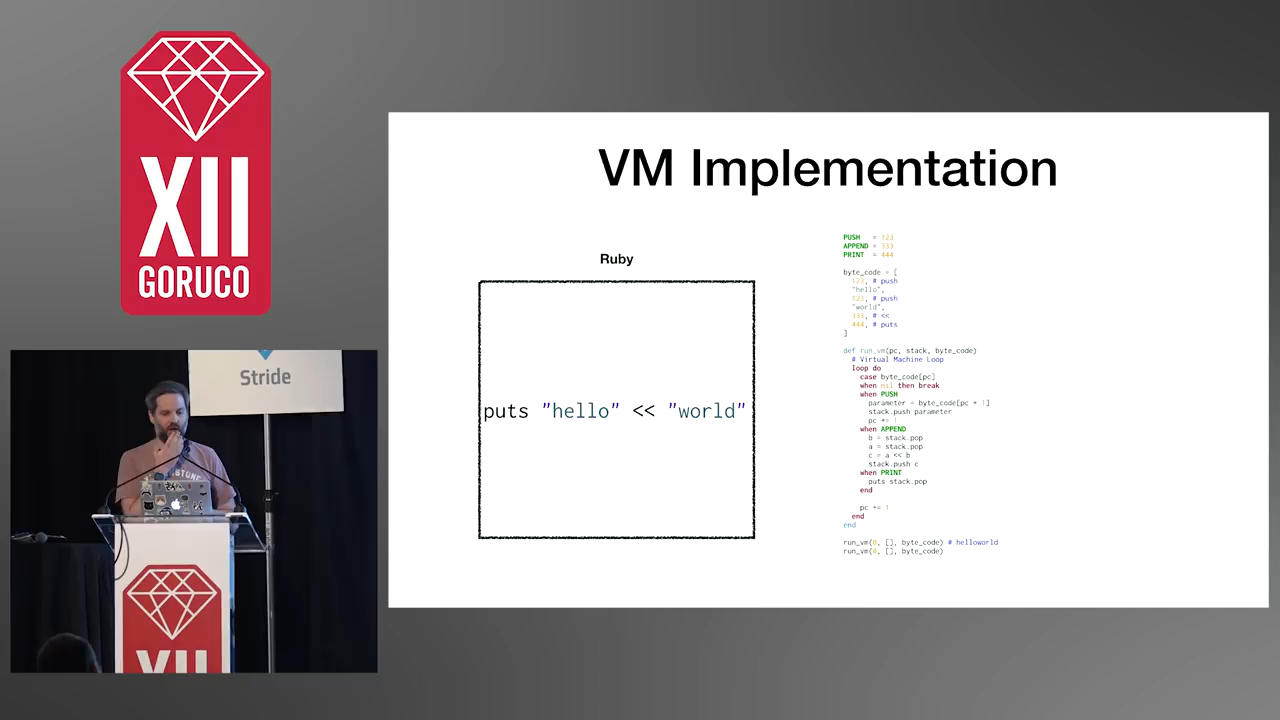 XII
GORUCO
Stride
XII
VM Implementation
Ruby
puts "hello" << "world"
PUSH   = 123
APPEND = 333
PRINT  = 444
byte_code = [
  123, # push
  "hello",
  123, # push
  "world",
  333, # <<
  444, # puts
]
def run_vm(pc, stack, byte_code)
  # Virtual Machine Loop
  loop do
    case byte_code[pc]
    when nil then break
    when PUSH
      parameter = byte_code[pc + 1]
      stack.push parameter
      pc += 1
    when APPEND
      b = stack.pop
      a = stack.pop
      c = a << b
      stack.push c
    when PRINT
      puts stack.pop
    end
    pc += 1
  end
end
run_vm(0, [], byte_code) # helloworld
run_vm(0, [], byte_code)